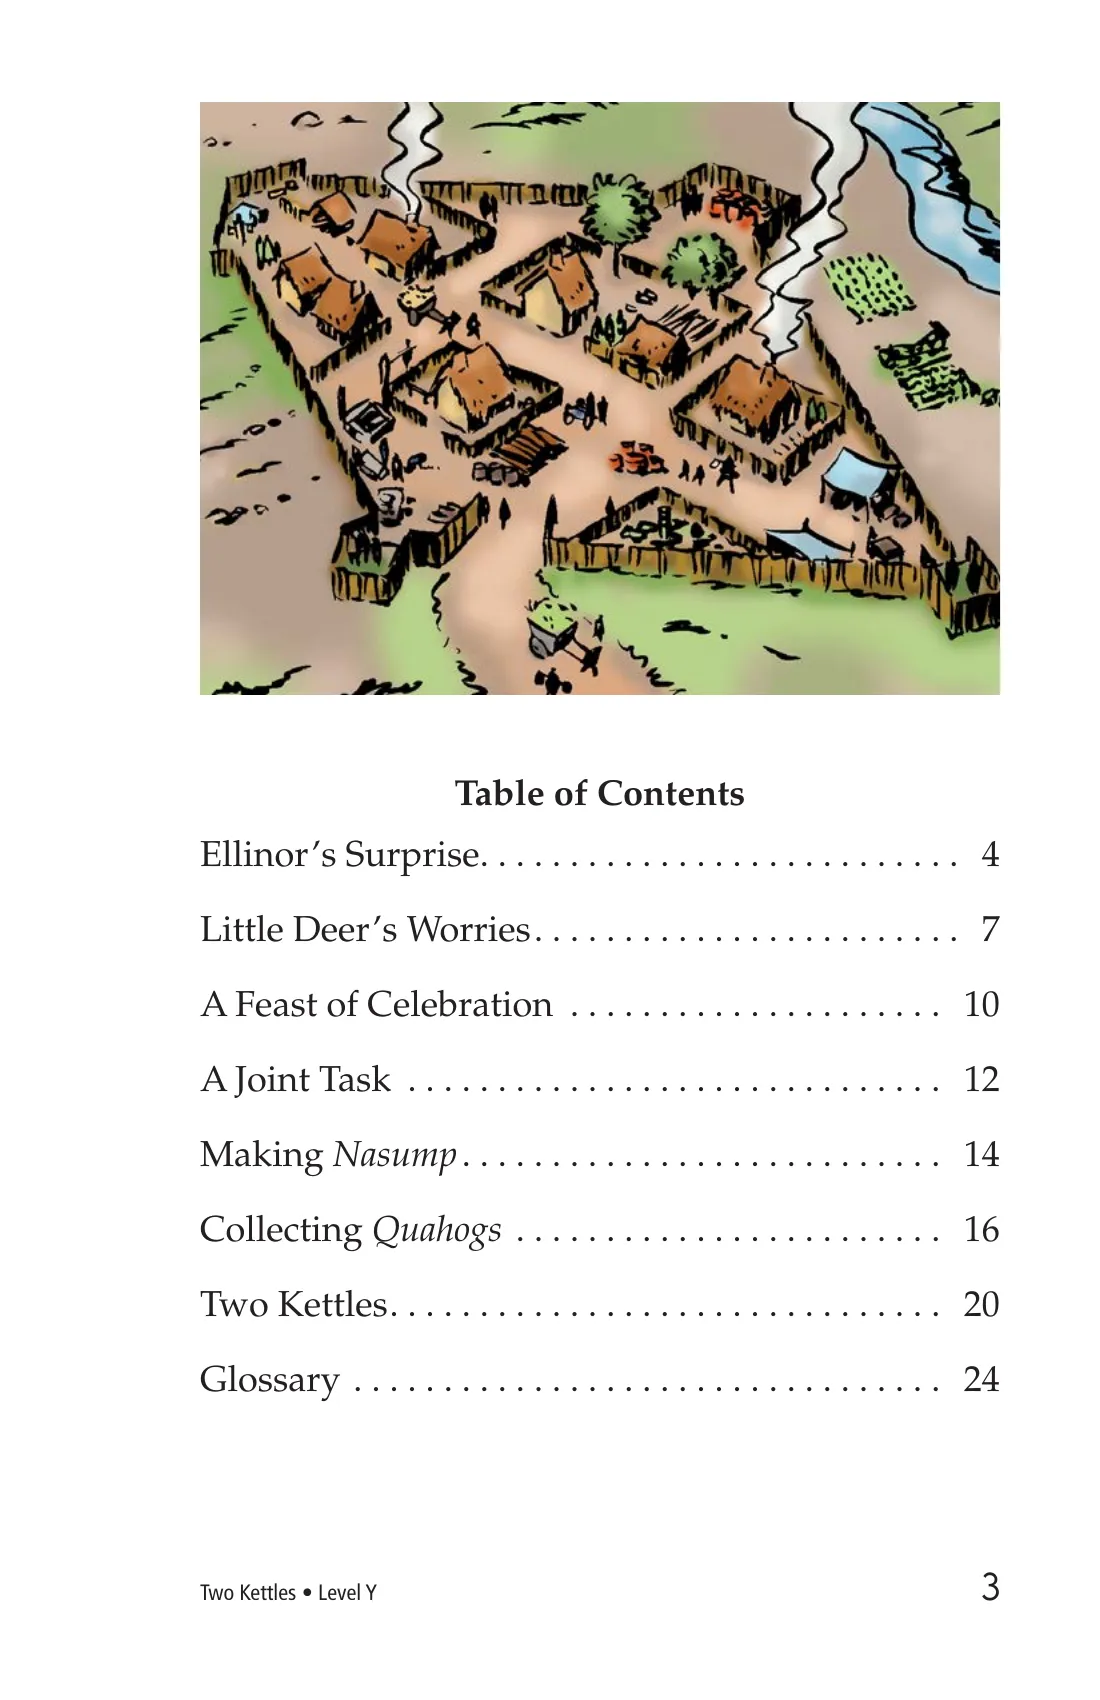 Table of Contents
Ellinor’s Surprise. . . . . . . . . . . . . . . . . . . . . . . . . . . 4
Little Deer’s Worries. . . . . . . . . . . . . . . . . . . . . . . . 7
A Feast of Celebration . . . . . . . . . . . . . . . . . . . . . 10
A Joint Task . . . . . . . . . . . . . . . . . . . . . . . . . . . . . . 12
Making Nasump. . . . . . . . . . . . . . . . . . . . . . . . . . . 14
Collecting Quahogs . . . . . . . . . . . . . . . . . . . . . . . . 16
Two Kettles. . . . . . . . . . . . . . . . . . . . . . . . . . . . . . . 20
Glossary . . . . . . . . . . . . . . . . . . . . . . . . . . . . . . . . . 24
Two Kettles • Level Y 3